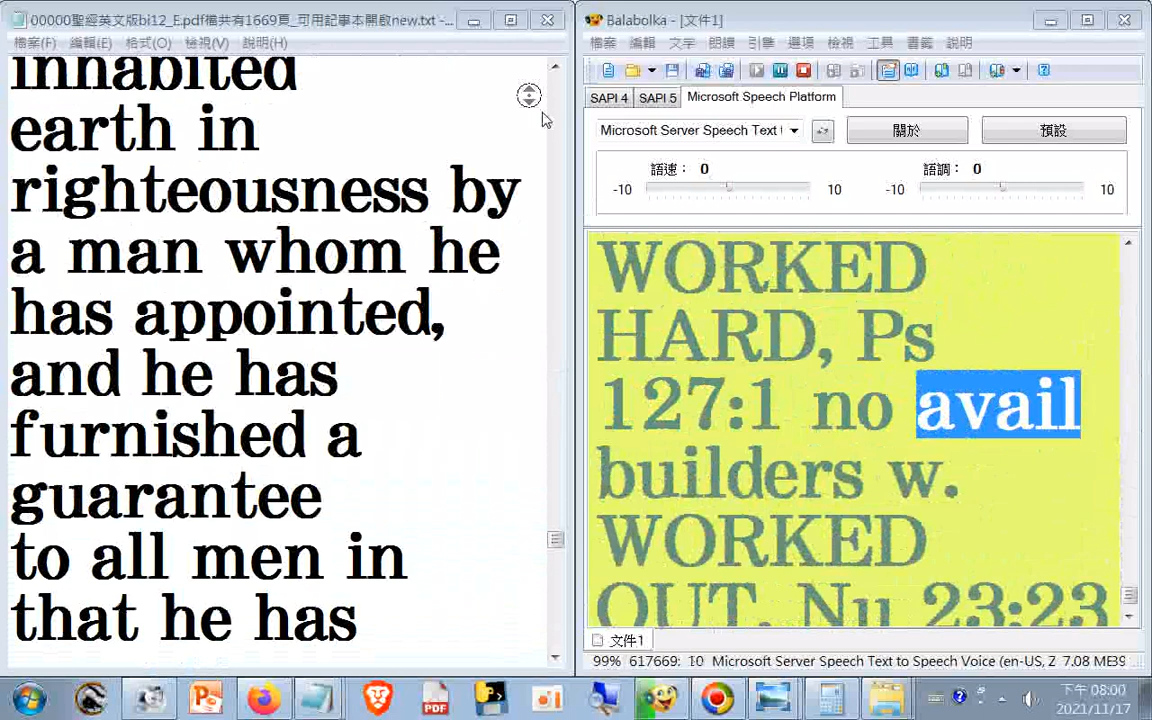 00000聖經英文版bi12_E.pdf檔共有1669頁_可用記事本開啟new.txt -...
檔案(F) 編輯(E) 格式(O) 檢視(V) 說明(H)
inhabited
earth in
righteousness by
a man whom he
has appointed,
and he has
furnished a
guarantee
to all men in
that he has
Balabolka - [文件1]
檔案 編輯 文字 朗讀 引擎 選項 檢視 工具 書籤 說明
SAPI 4 SAPI 5 Microsoft Speech Platform
Microsoft Server Speech Text 關於 預設
語速： 0 語調： 0
-10 10 -10 10
WORKED
HARD, Ps
127:1 no avail
builders w.
WORKED
OUT, Nu 23:23
文件1
99% 617669: 10 Microsoft Server Speech Text to Speech Voice (en-US, Z 7.08 MB
PDF
下午 08:00
2021/11/17